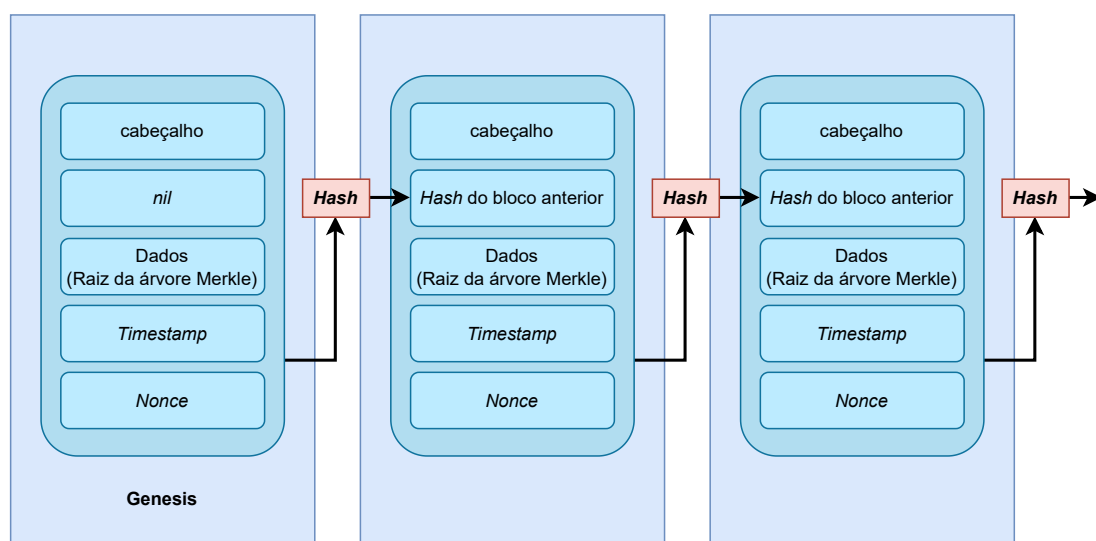 cabeçalho
nil
Dados
(Raiz da árvore Merkle)
Timestamp
Nonce
Genesis
Hash
cabeçalho
Hash do bloco anterior
Dados
(Raiz da árvore Merkle)
Timestamp
Nonce
Hash
cabeçalho
Hash do bloco anterior
Dados
(Raiz da árvore Merkle)
Timestamp
Nonce
Hash